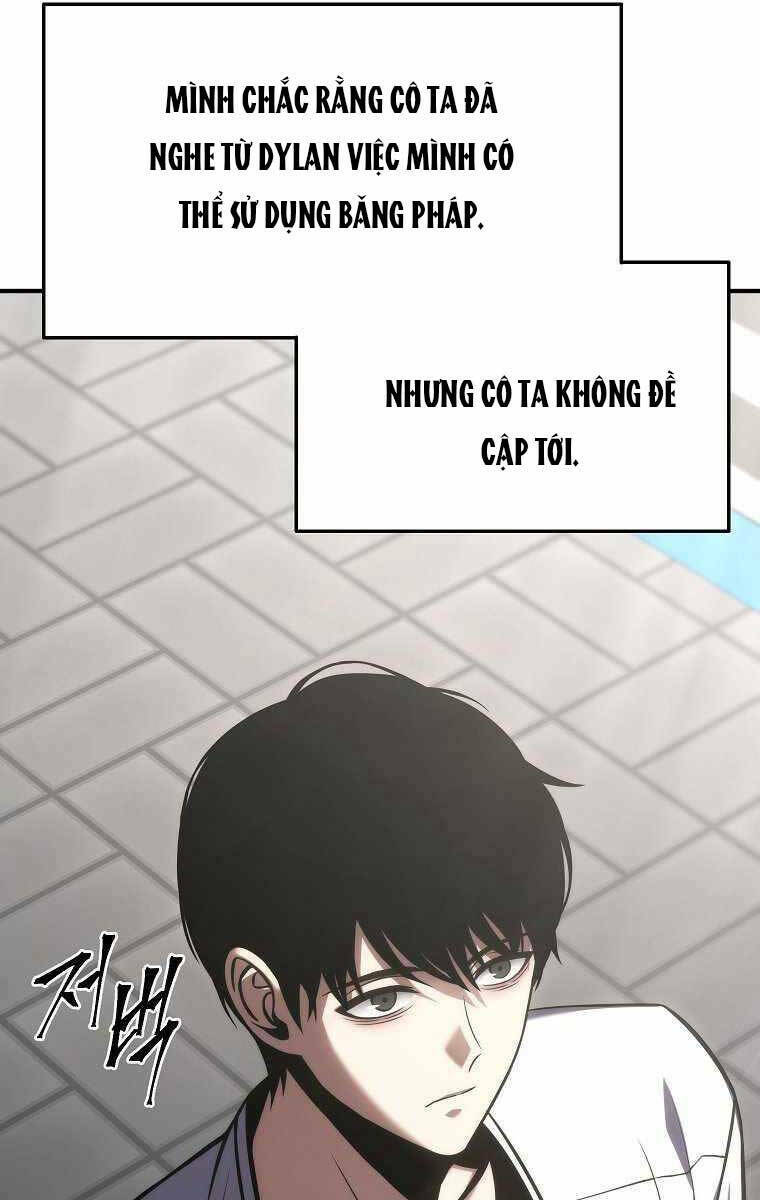 MÌNH CHẮC RẰNG CÔ TA ĐÃ
NGHE TỪ DYLAN VIỆC MÌNH CÓ
THỂ SỬ DỤNG BĂNG PHÁP.
NHƯNG CÔ TA KHÔNG ĐỀ
CẬP TỚI.
저벅